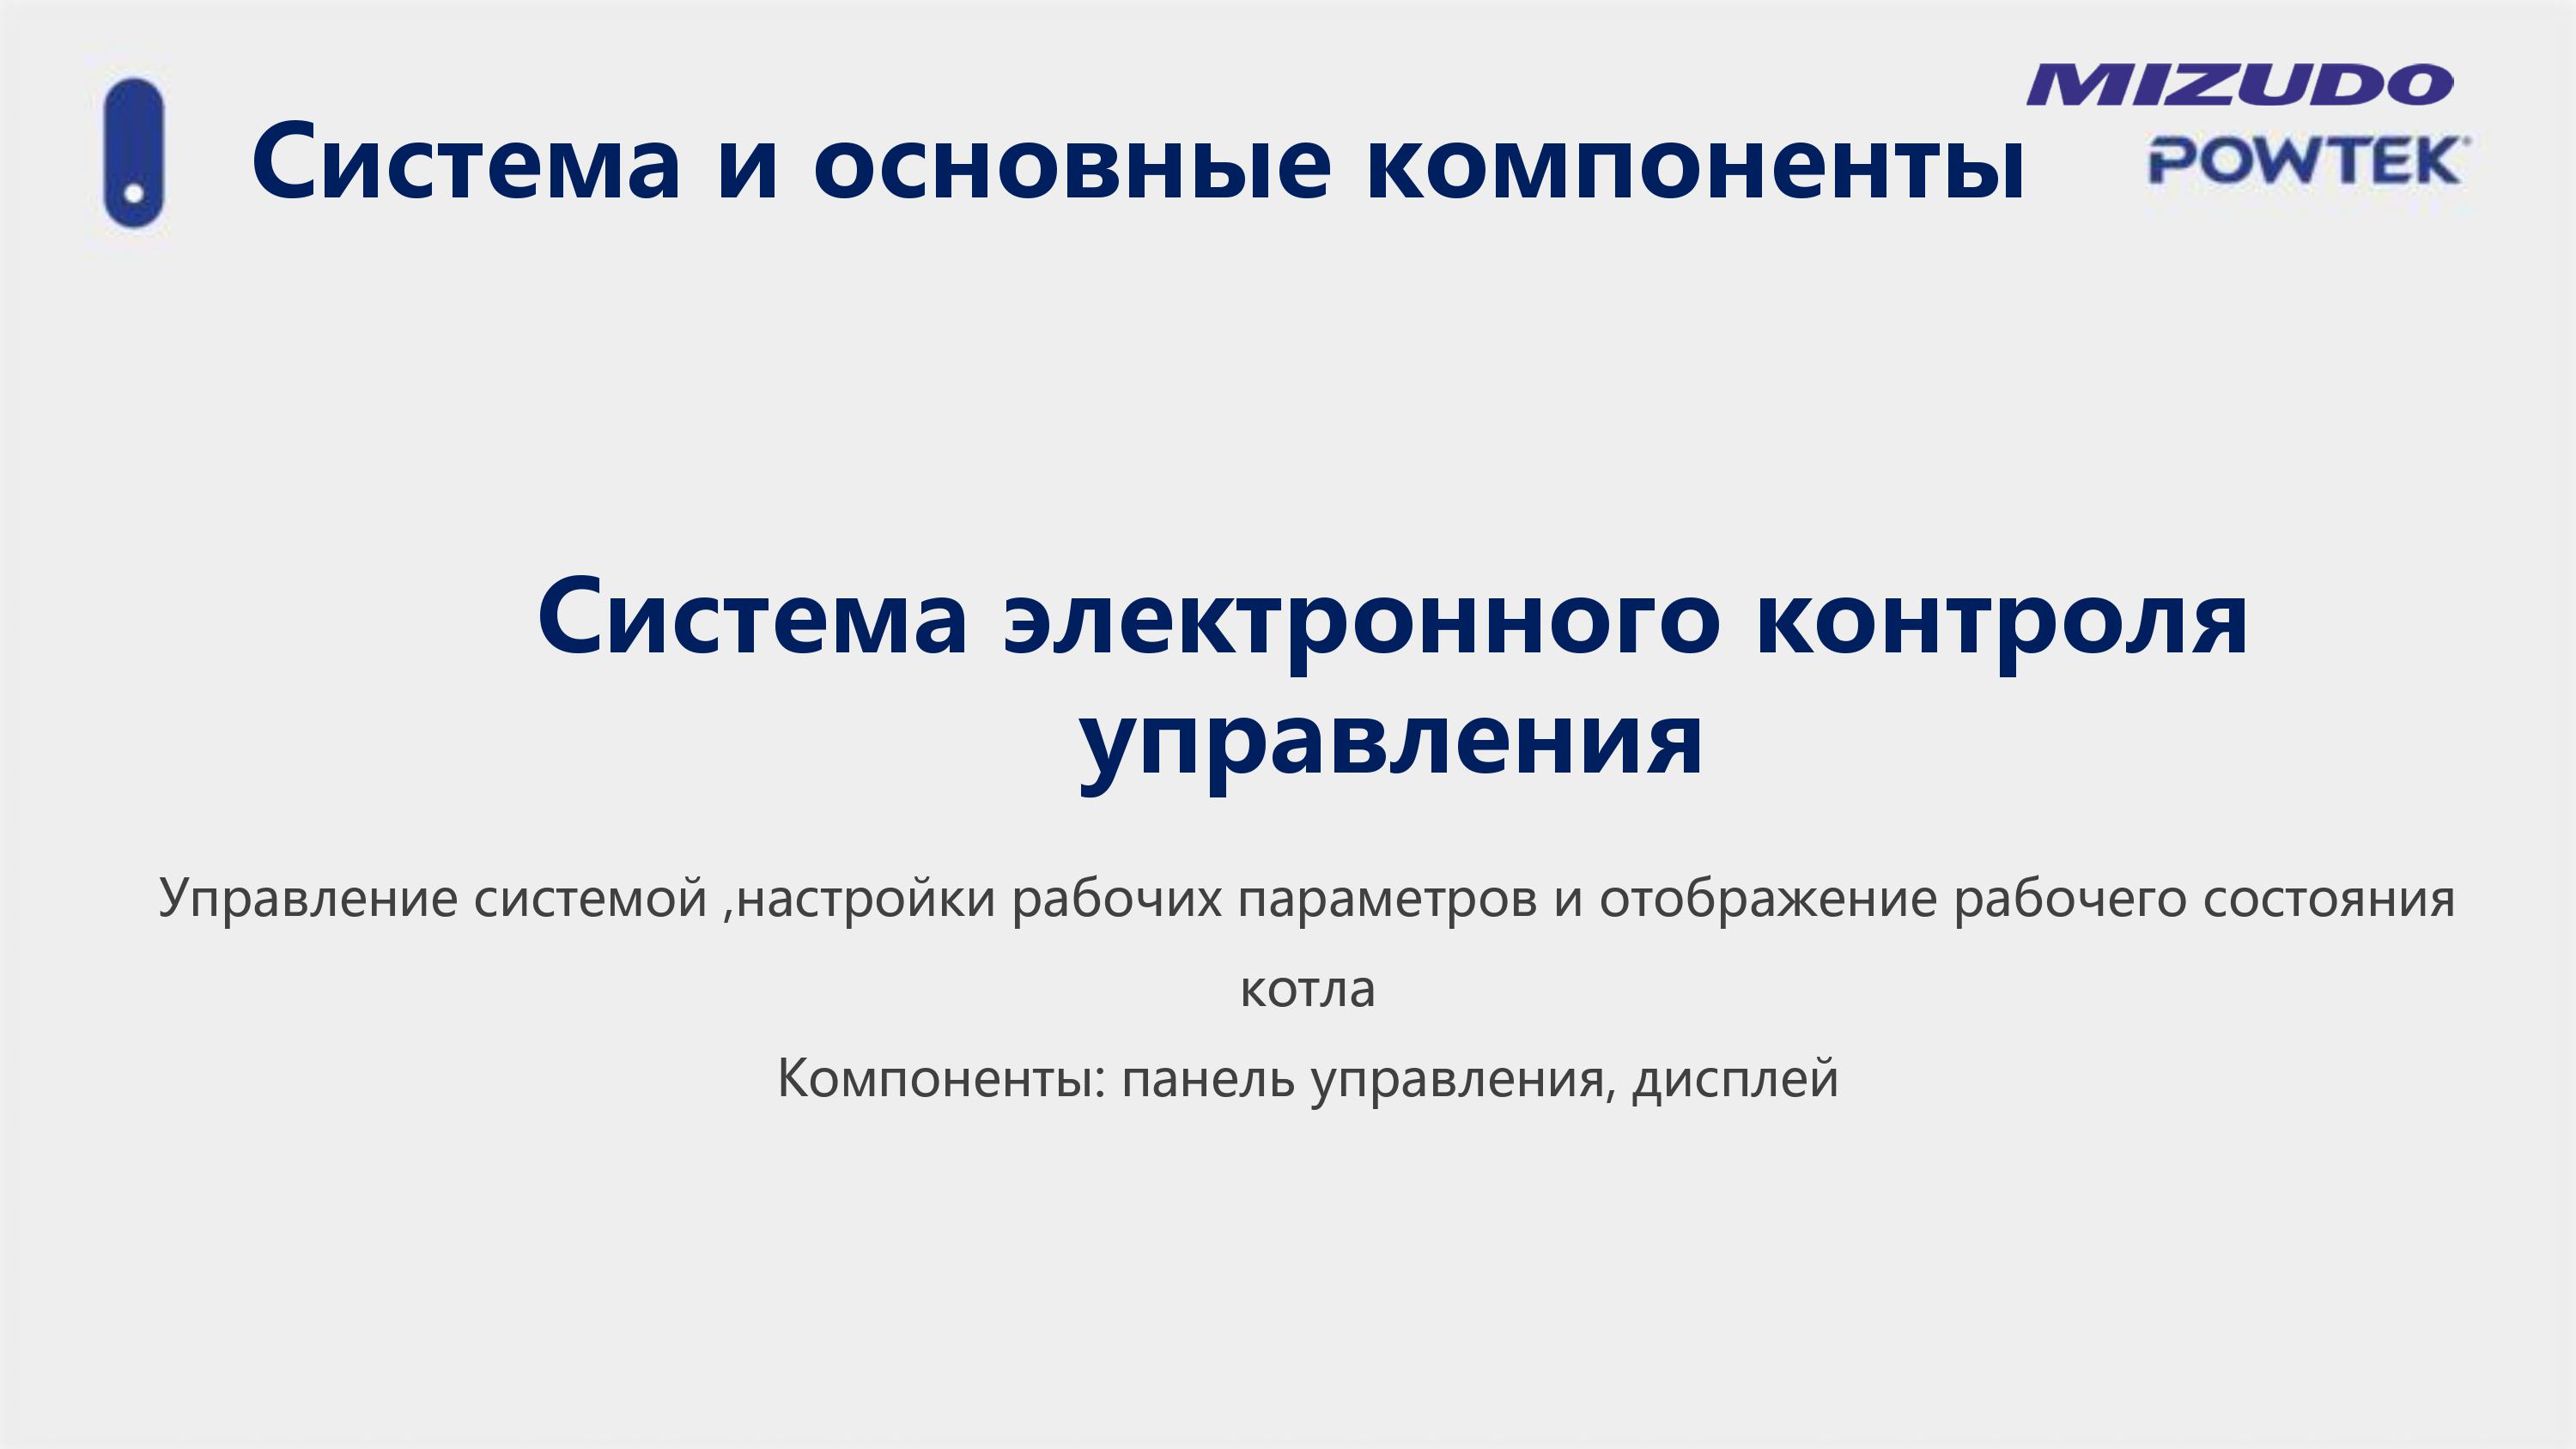 MIZUDO
POWTEK
Система и основные компоненты
Система электронного контроля
управления
Управление системой ,настройки рабочих параметров и отображение рабочего состояния
котла
Компоненты: панель управления, дисплей